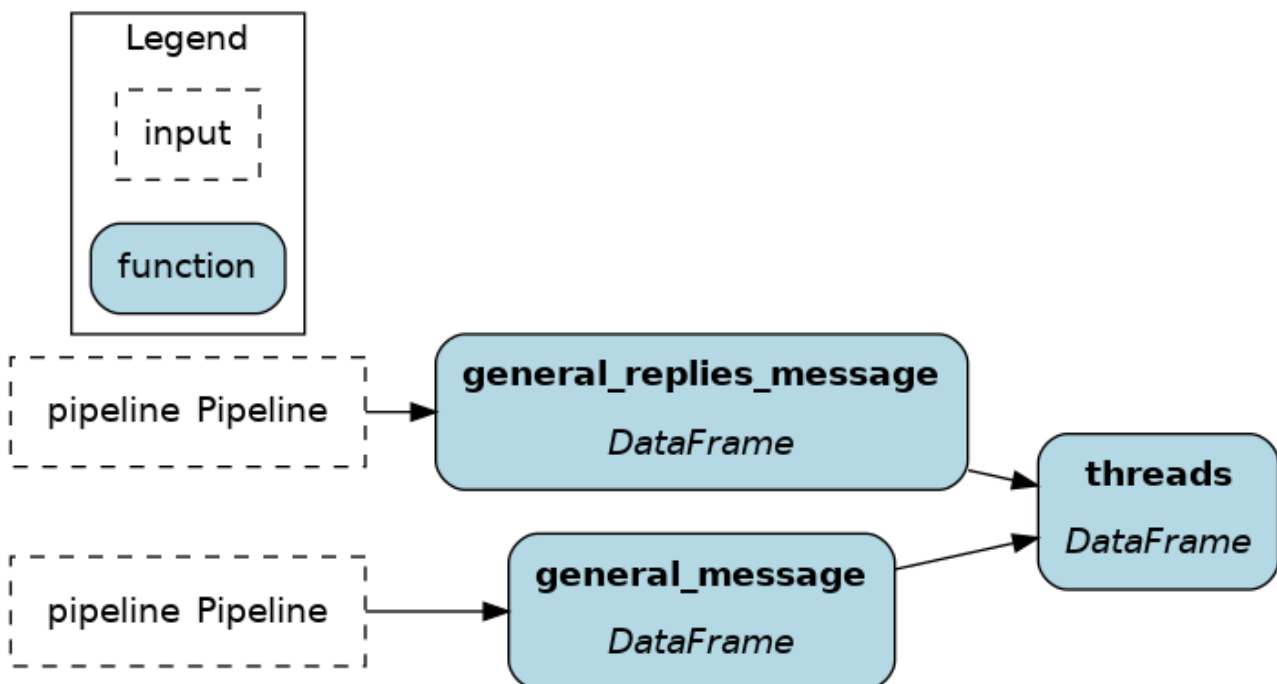 Legend
input
function
pipeline Pipeline
general_replies_message
DataFrame
threads
DataFrame
pipeline Pipeline
general_message
DataFrame